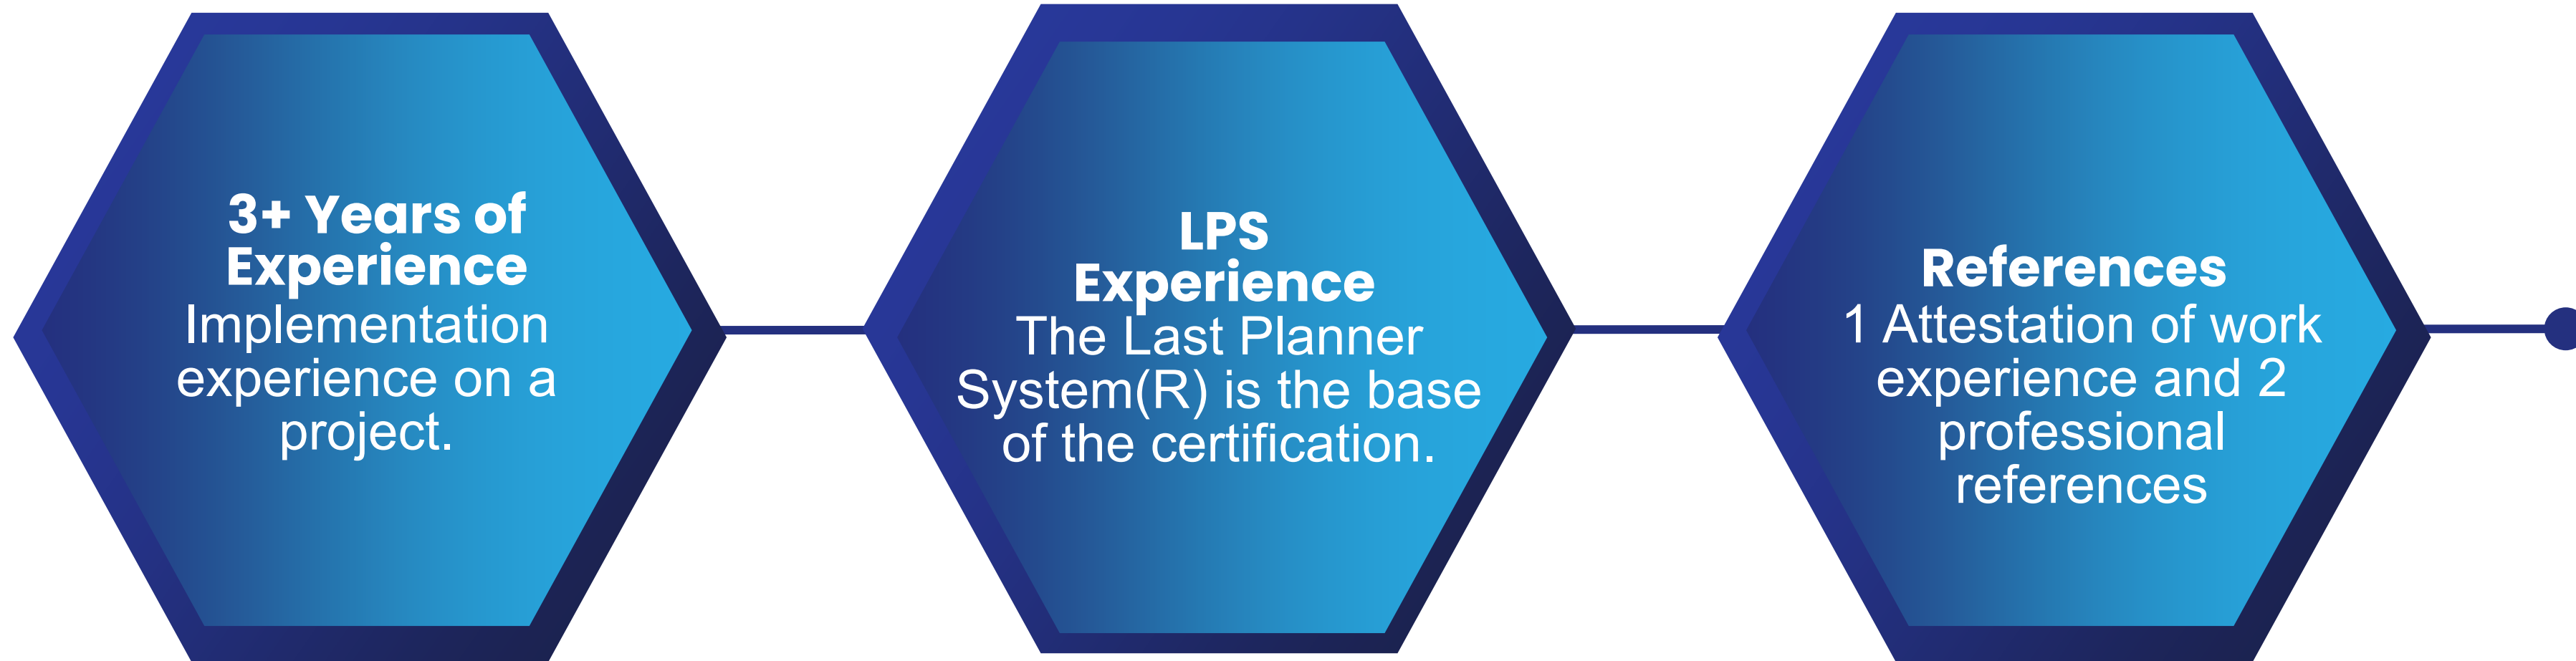 3+ Years of
Experience
Implementation
experience on a
project.
LPS
Experience
The Last Planner
System(R) is the base
of the certification.
References
1 Attestation of work
experience and 2
professional
references